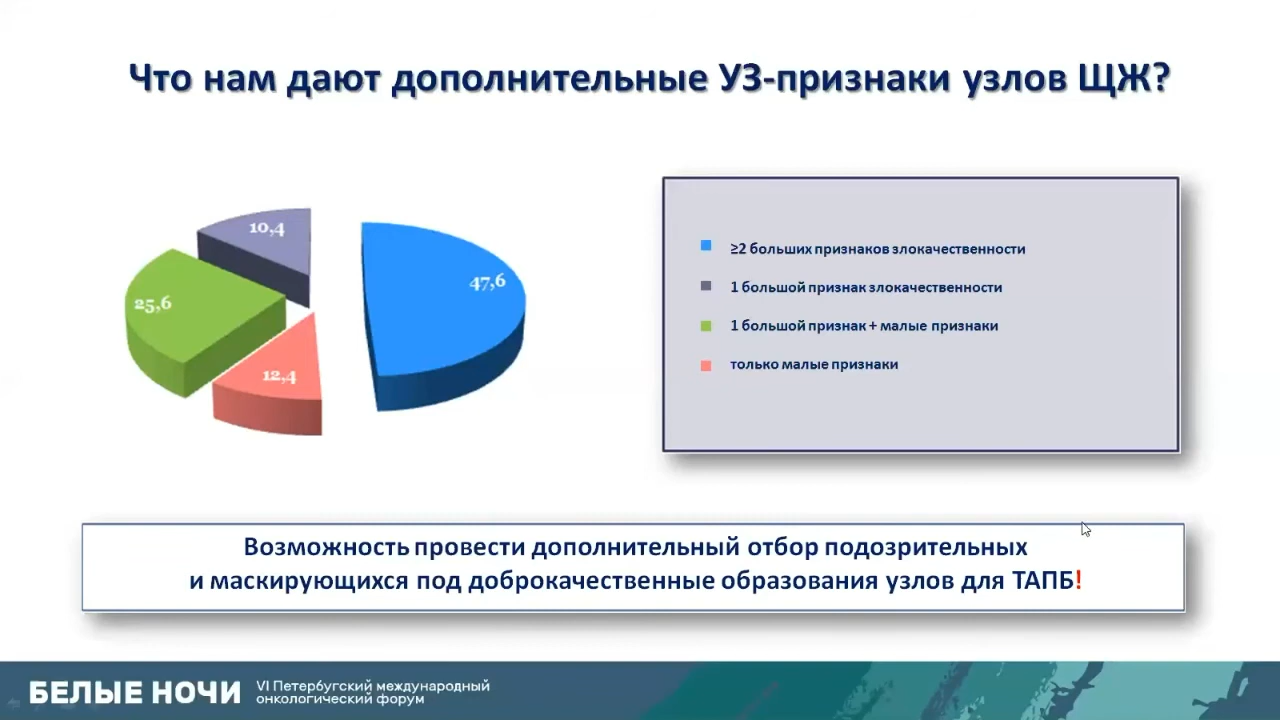 Что нам дают дополнительные УЗ-признаки узлов ЩЖ?
10,4
47,6
25,6
12,4
≥2 больших признаков злокачественности
1 большой признак злокачественности
1 большой признак + малые признаки
только малые признаки
Возможность провести дополнительный отбор подозрительных
и маскирующихся под доброкачественные образования узлов для ТАПБ!
БЕЛЫЕ НОЧИ
VI Петербургский международный
онкологический форум